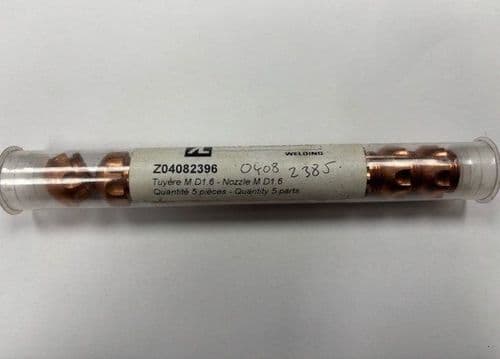 WELDING
Z04082396 0408 2385.
Tuyère M D1.6 - Nozzle M D1.6
Quantité 5 pièces - Quantity 5 parts